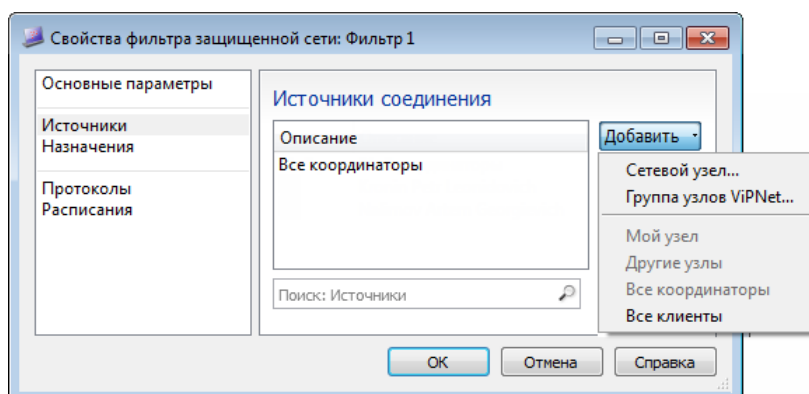 Свойства фильтра защищенной сети: Фильтр 1
Основные параметры
Источники
Назначения
Протоколы
Расписания
Источники соединения
Описание
Все координаторы
Поиск: Источники
Добавить
Сетевой узел...
Группа узлов ViPNet...
Мой узел
Другие узлы
Все координаторы
Все клиенты
OK
Отмена
Справка